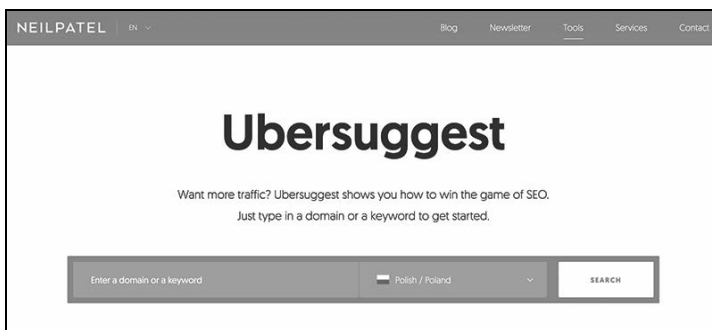 NEILPATEL EN Blog Newsletter Tools Services Contact
Ubersuggest
Want more traffic? Ubersuggest shows you how to win the game of SEO.
Just type in a domain or a keyword to get started.
Enter a domain or a keyword Polish / Poland SEARCH